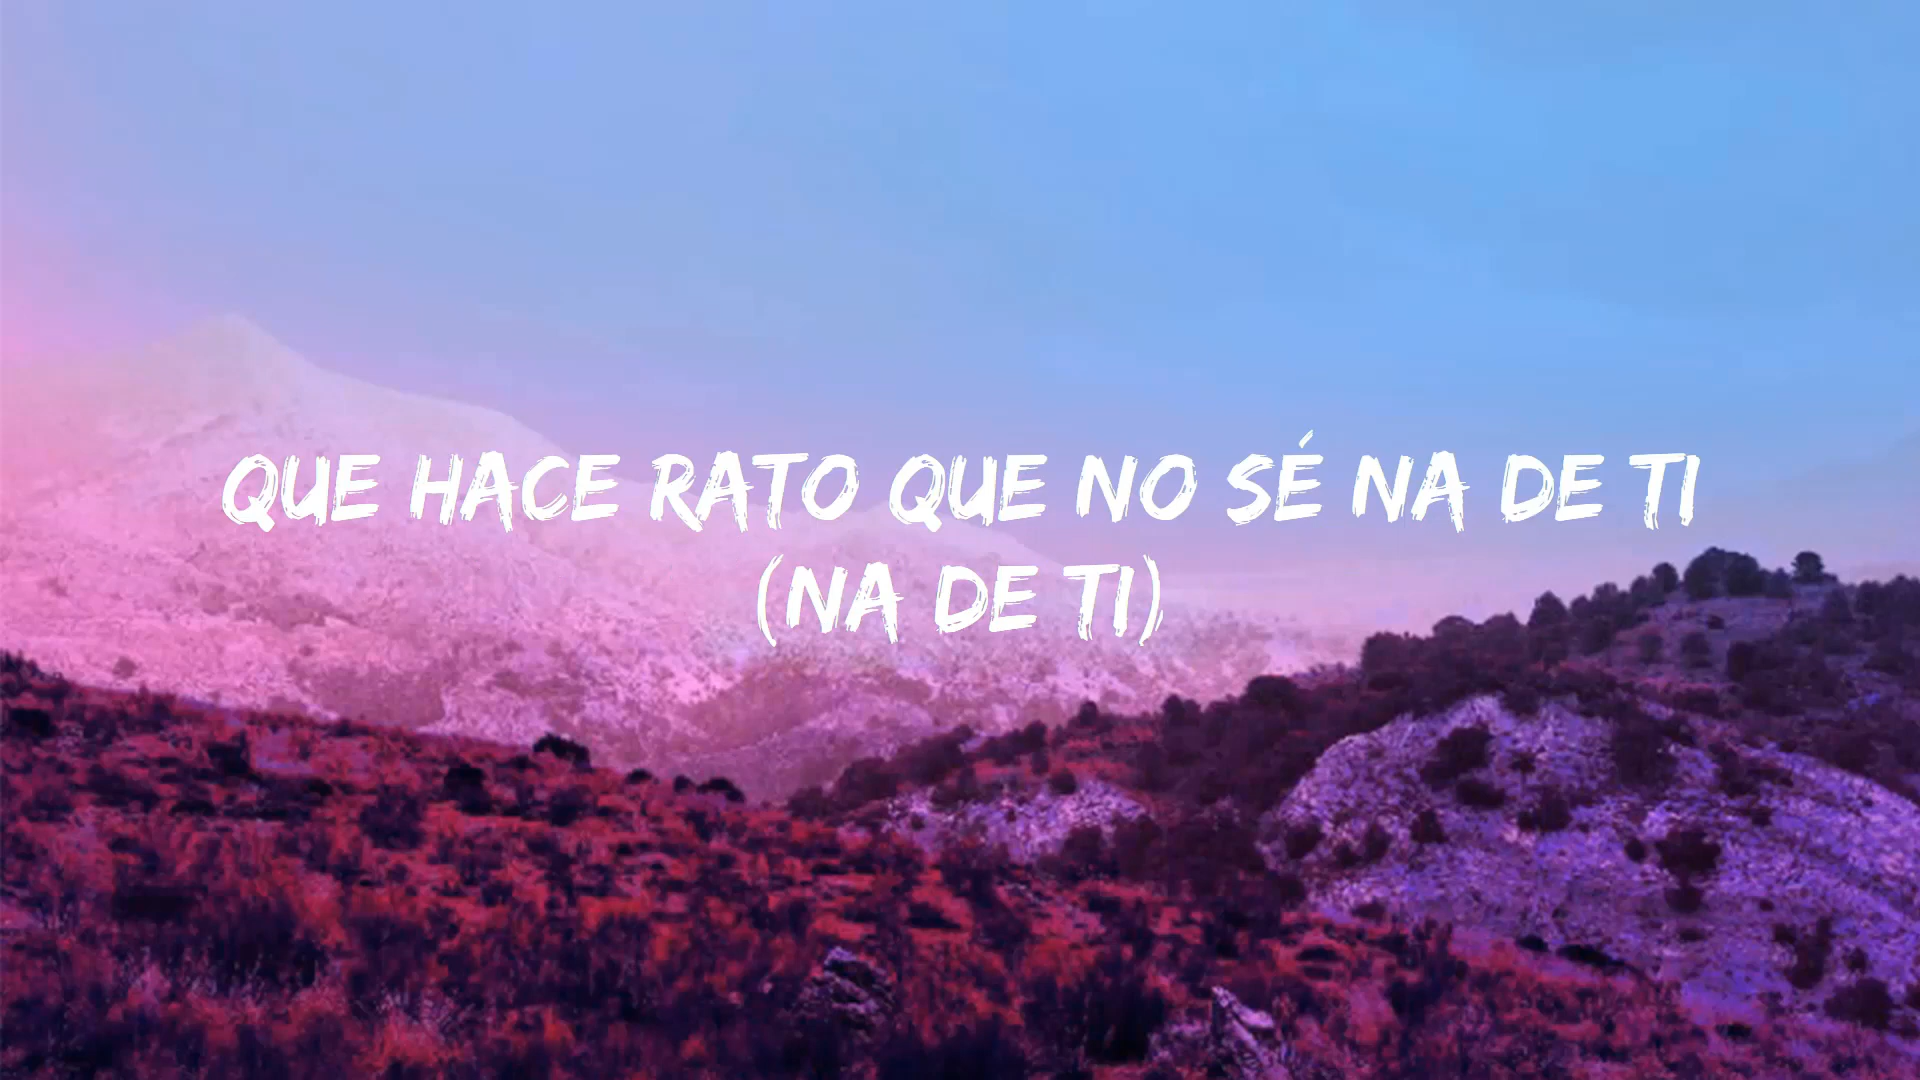 QUE HACE RATO QUE NO SÉ NA DE TI
(NA DE TI)